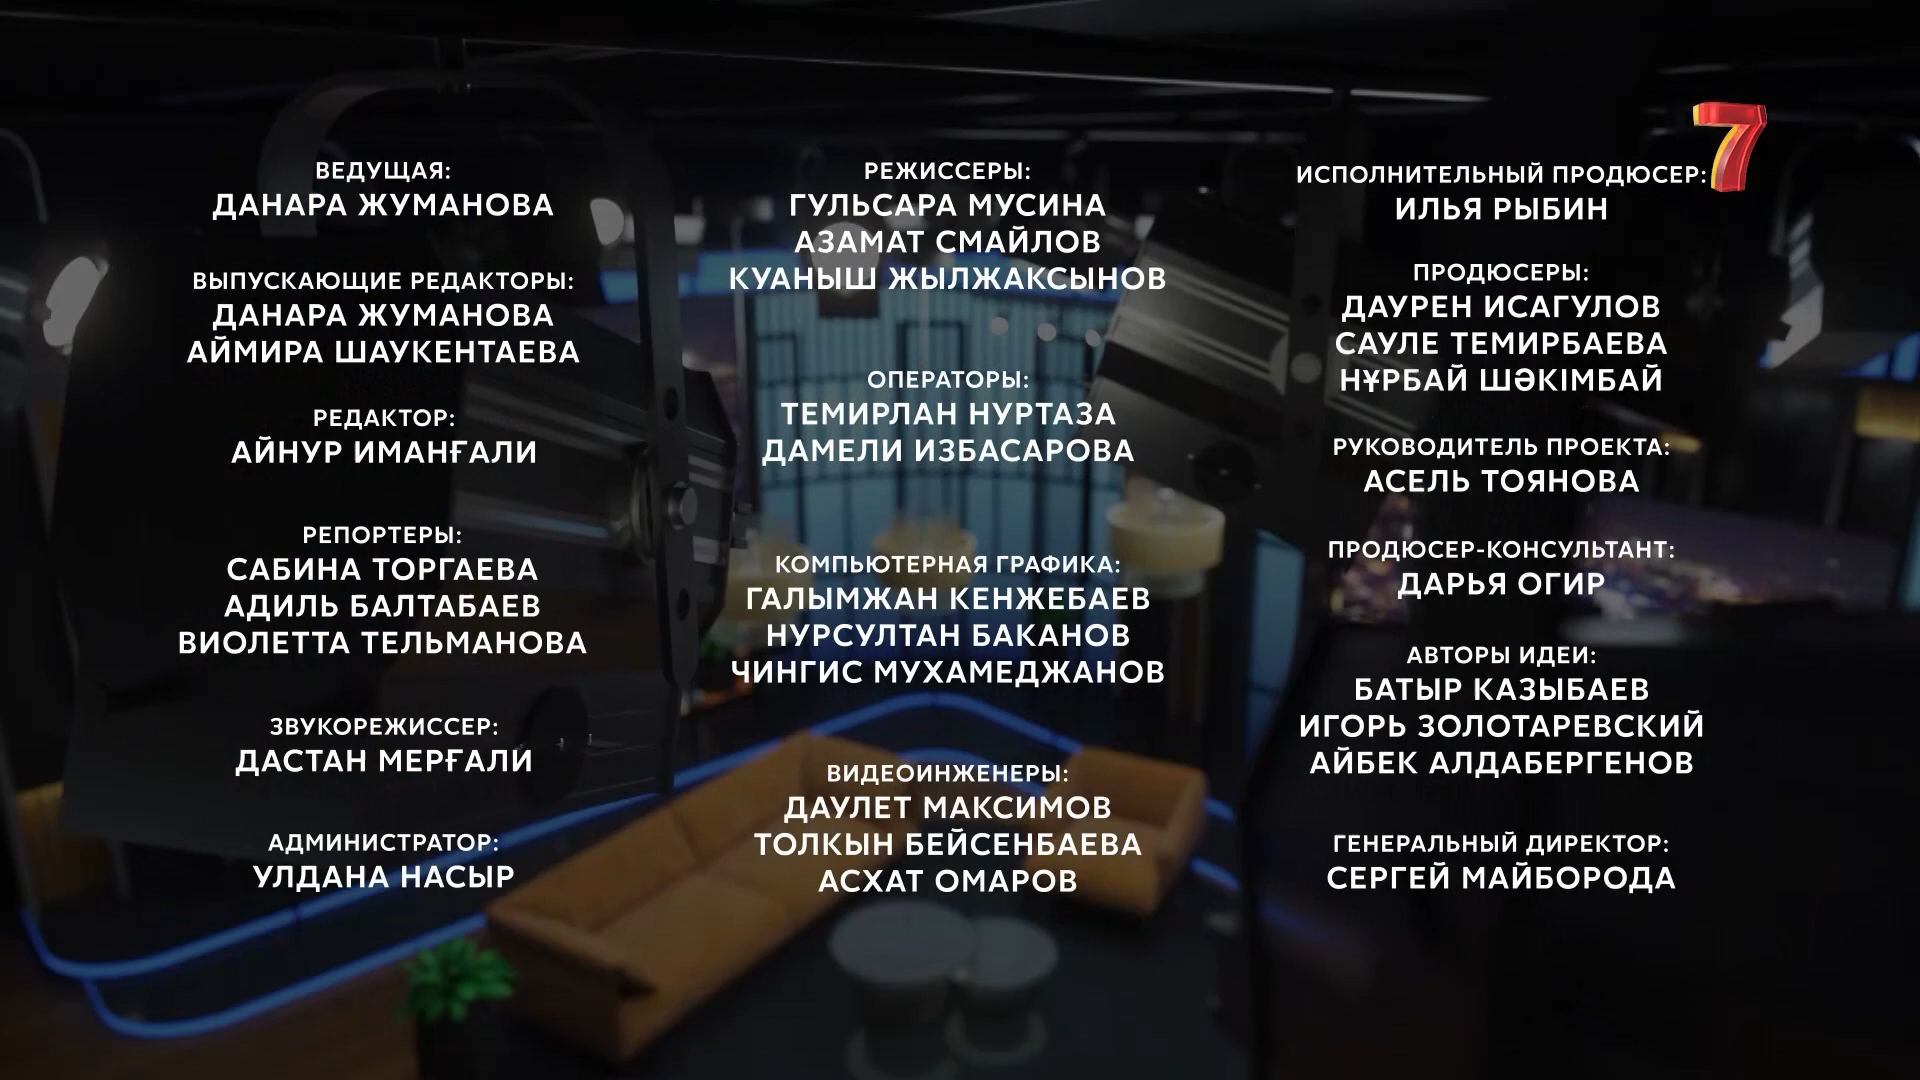 ВЕДУЩАЯ:
ДАНАРА ЖУМАНОВА
ВЫПУСКАЮЩИЕ РЕДАКТОРЫ:
ДАНАРА ЖУМАНОВА
АЙМИРА ШАУКЕНТАЕВА
РЕДАКТОР:
АЙНУР ИМАНҒАЛИ
РЕПОРТЕРЫ:
САБИНА ТОРГАЕВА
АДИЛЬ БАЛТАБАЕВ
ВИОЛЕТТА ТЕЛЬМАНОВА
ЗВУКОРЕЖИССЕР:
ДАСТАН МЕРҒАЛИ
АДМИНИСТРАТОР:
УЛДАНА НАСЫР
РЕЖИССЕРЫ:
ГУЛЬСАРА МУСИНА
АЗАМАТ СМАЙЛОВ
КУАНЫШ ЖЫЛЖАКСЫНОВ
ОПЕРАТОРЫ:
ТЕМИРЛАН НУРТАЗА
ДАМЕЛИ ИЗБАСАРОВА
КОМПЬЮТЕРНАЯ ГРАФИКА:
ГАЛЫМЖАН КЕНЖЕБАЕВ
НУРСУЛТАН БАКАНОВ
ЧИНГИС МУХАМЕДЖАНОВ
ВИДЕОИНЖЕНЕРЫ:
ДАУЛЕТ МАКСИМОВ
ТОЛКЫН БЕЙСЕНБАЕВА
АСХАТ ОМАРОВ
7
ИСПОЛНИТЕЛЬНЫЙ ПРОДЮСЕР:
ИЛЬЯ РЫБИН
ПРОДЮСЕРЫ:
ДАУРЕН ИСАГУЛОВ
САУЛЕ ТЕМИРБАЕВА
НҰРБАЙ ШӘКІМБАЙ
РУКОВОДИТЕЛЬ ПРОЕКТА:
АСЕЛЬ ТОЯНОВА
ПРОДЮСЕР-КОНСУЛЬТАНТ:
ДАРЬЯ ОГИР
АВТОРЫ ИДЕИ:
БАТЫР КАЗЫБАЕВ
ИГОРЬ ЗОЛОТАРЕВСКИЙ
АЙБЕК АЛДАБЕРГЕНОВ
ГЕНЕРАЛЬНЫЙ ДИРЕКТОР:
СЕРГЕЙ МАЙБОРОДА